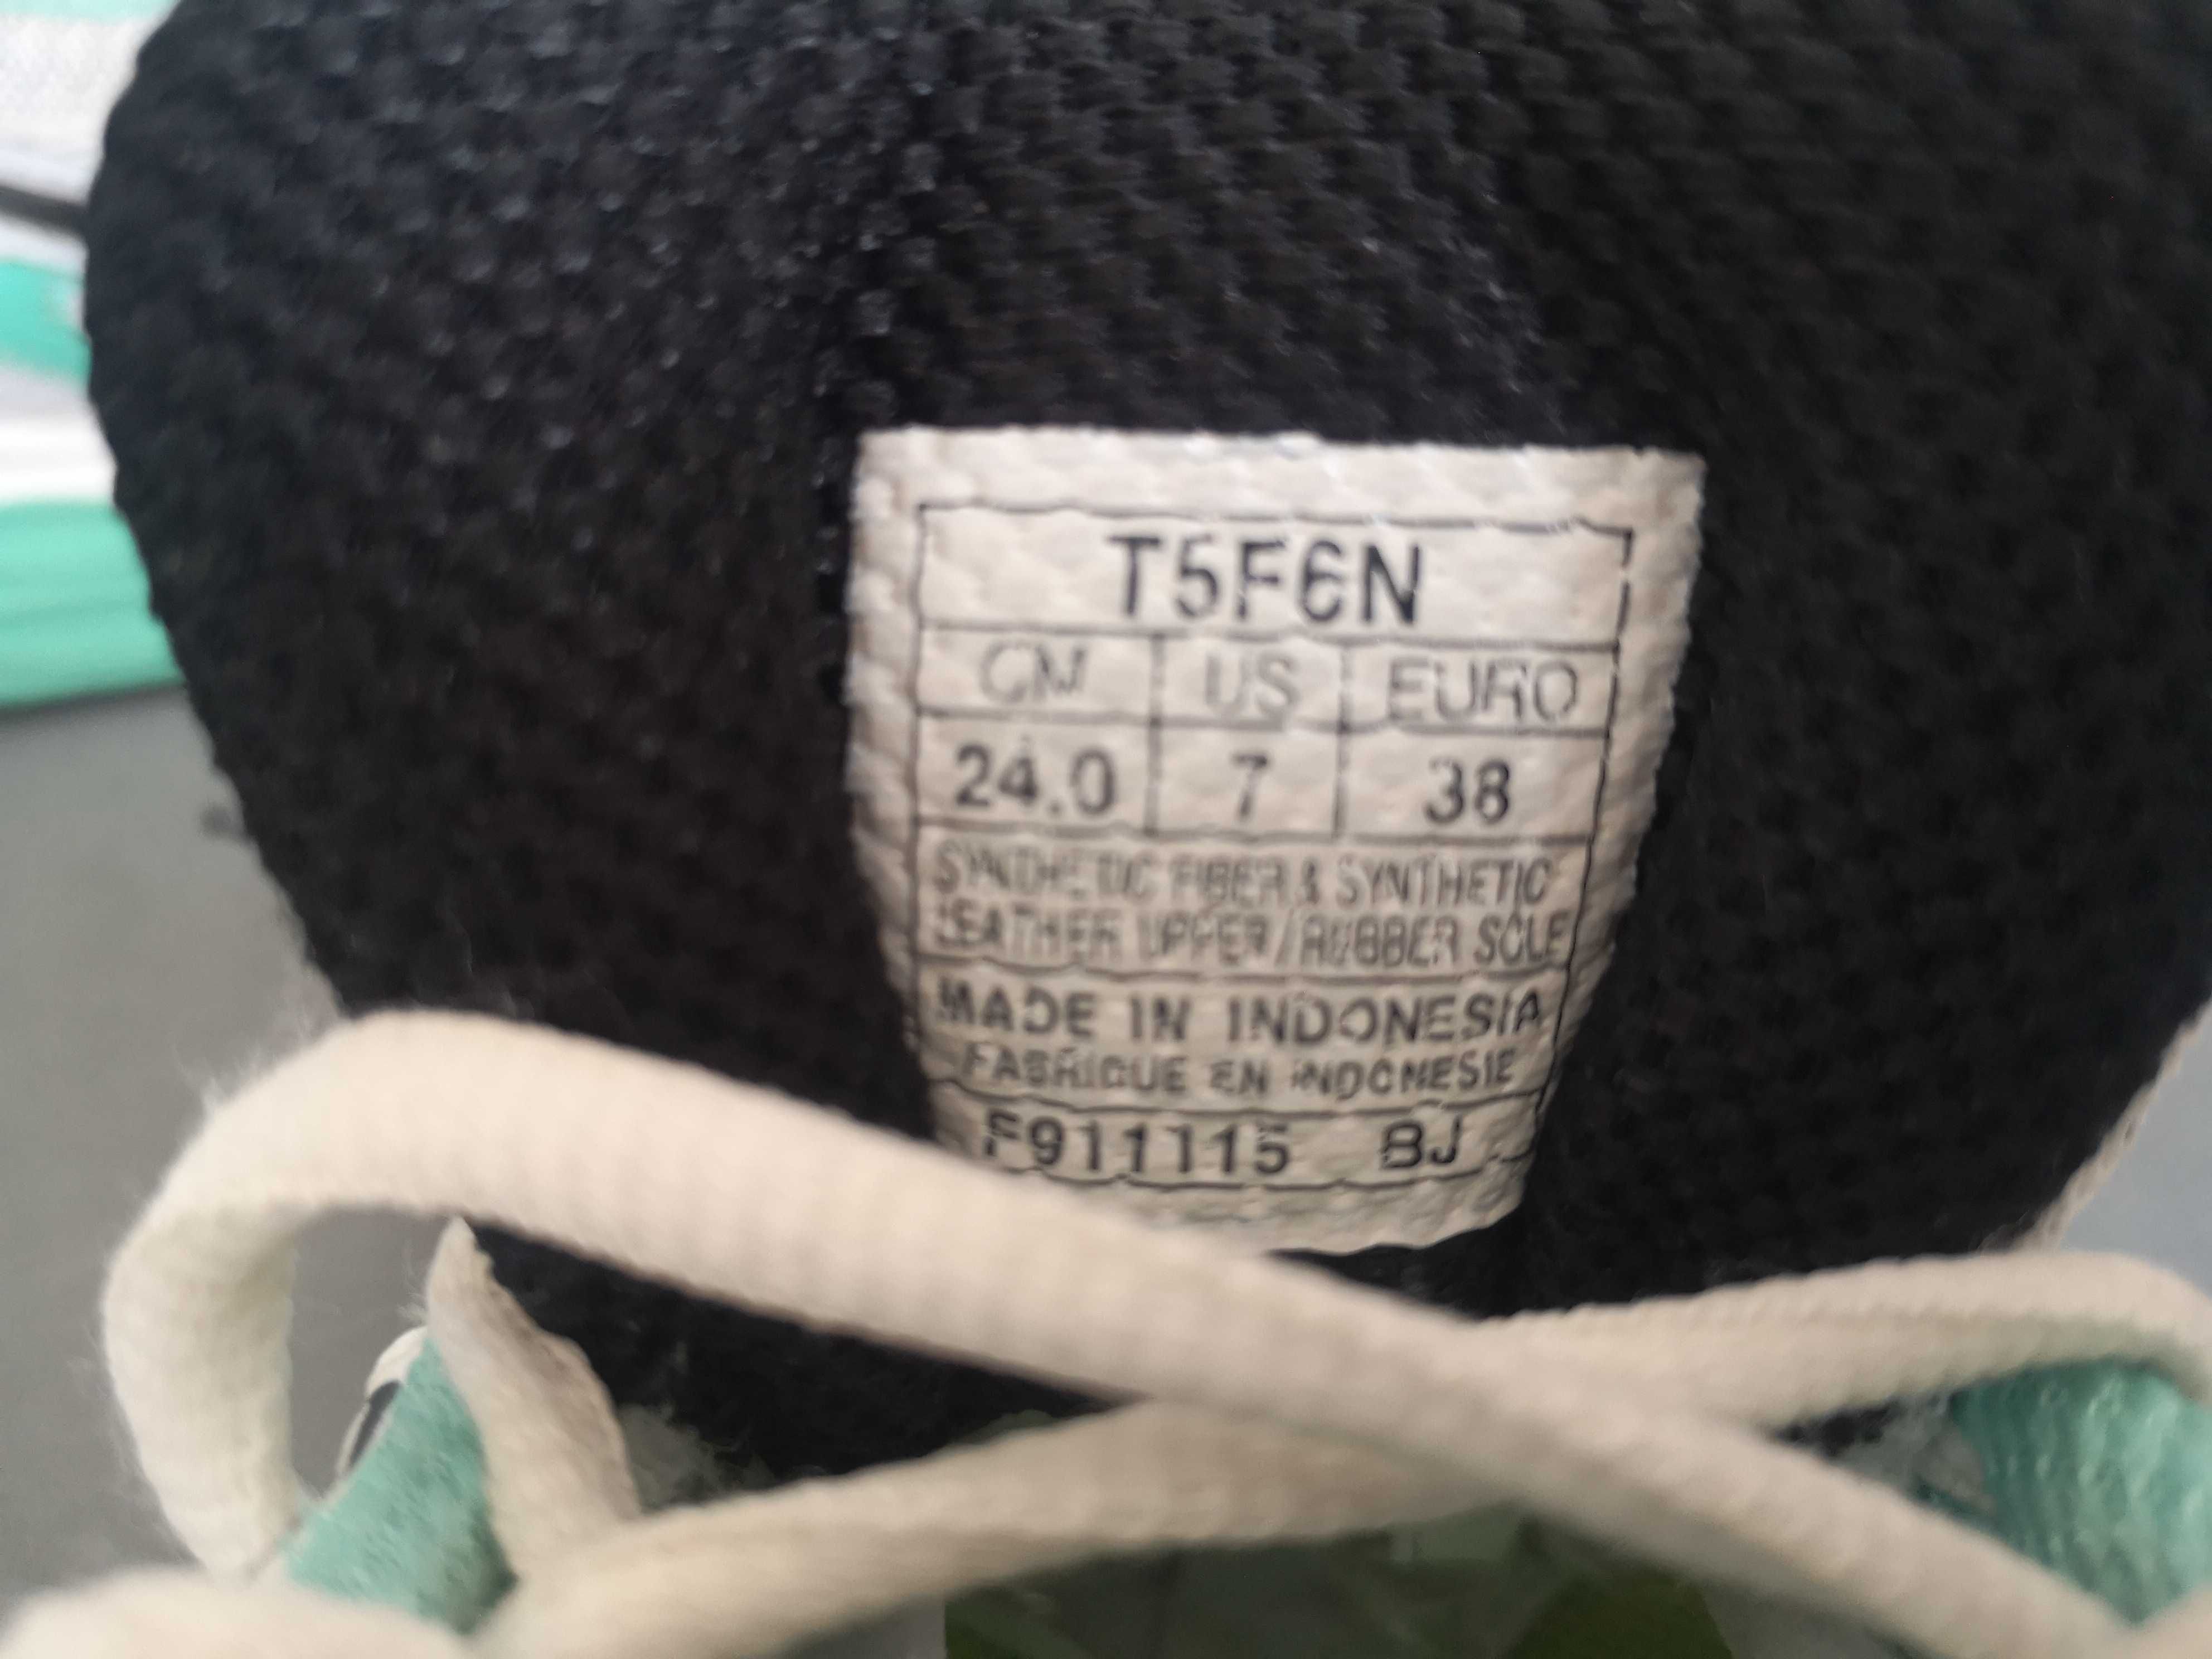 T5F6N
CM US EURO
24.0 7 38
SYNTHETIC FIBER & SYNTHETIC
LEATHER UPPER/RUBBER SOLE
MADE IN INDONESIA
FABRIQUE EN INDONESIE
F911115 BJ